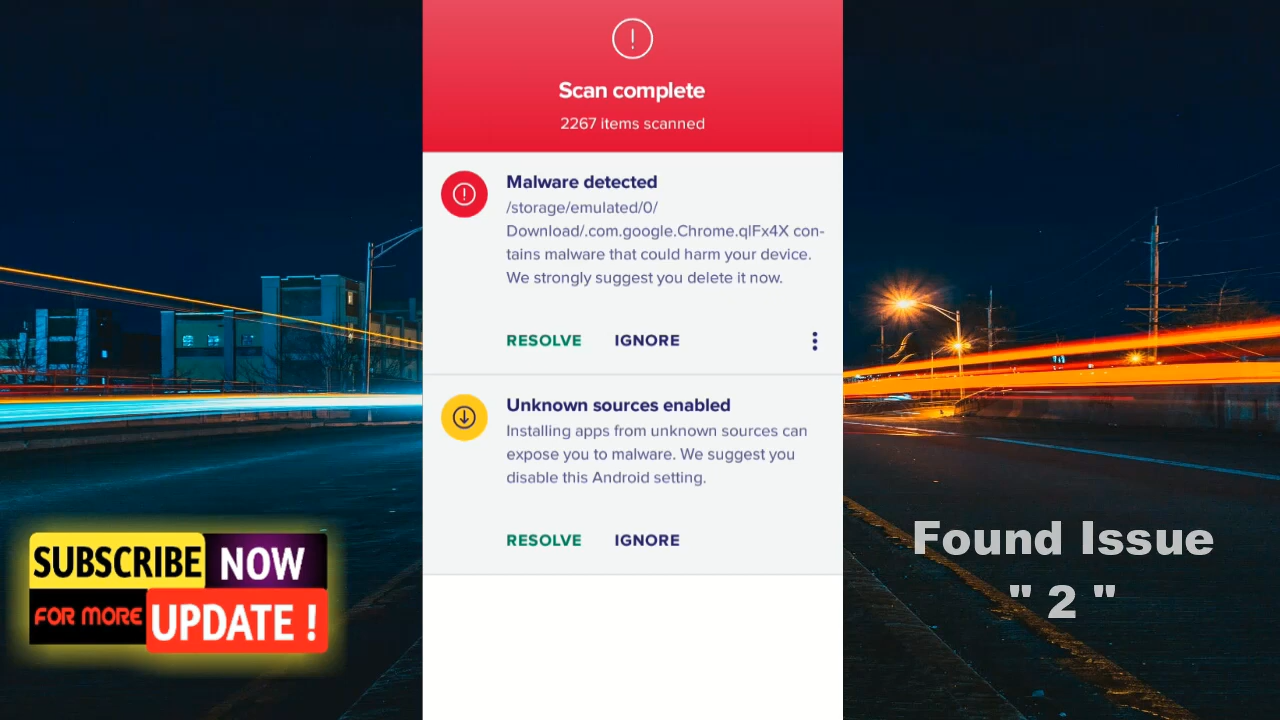 Scan complete
2267 items scanned
Malware detected
/storage/emulated/0/
Download/.com.google.Chrome.qlFx4X con-
tains malware that could harm your device.
We strongly suggest you delete it now.
RESOLVE IGNORE
Unknown sources enabled
Installing apps from unknown sources can
expose you to malware. We suggest you
disable this Android setting.
RESOLVE IGNORE
SUBSCRIBE NOW
FOR MORE UPDATE !
Found Issue
" 2 "